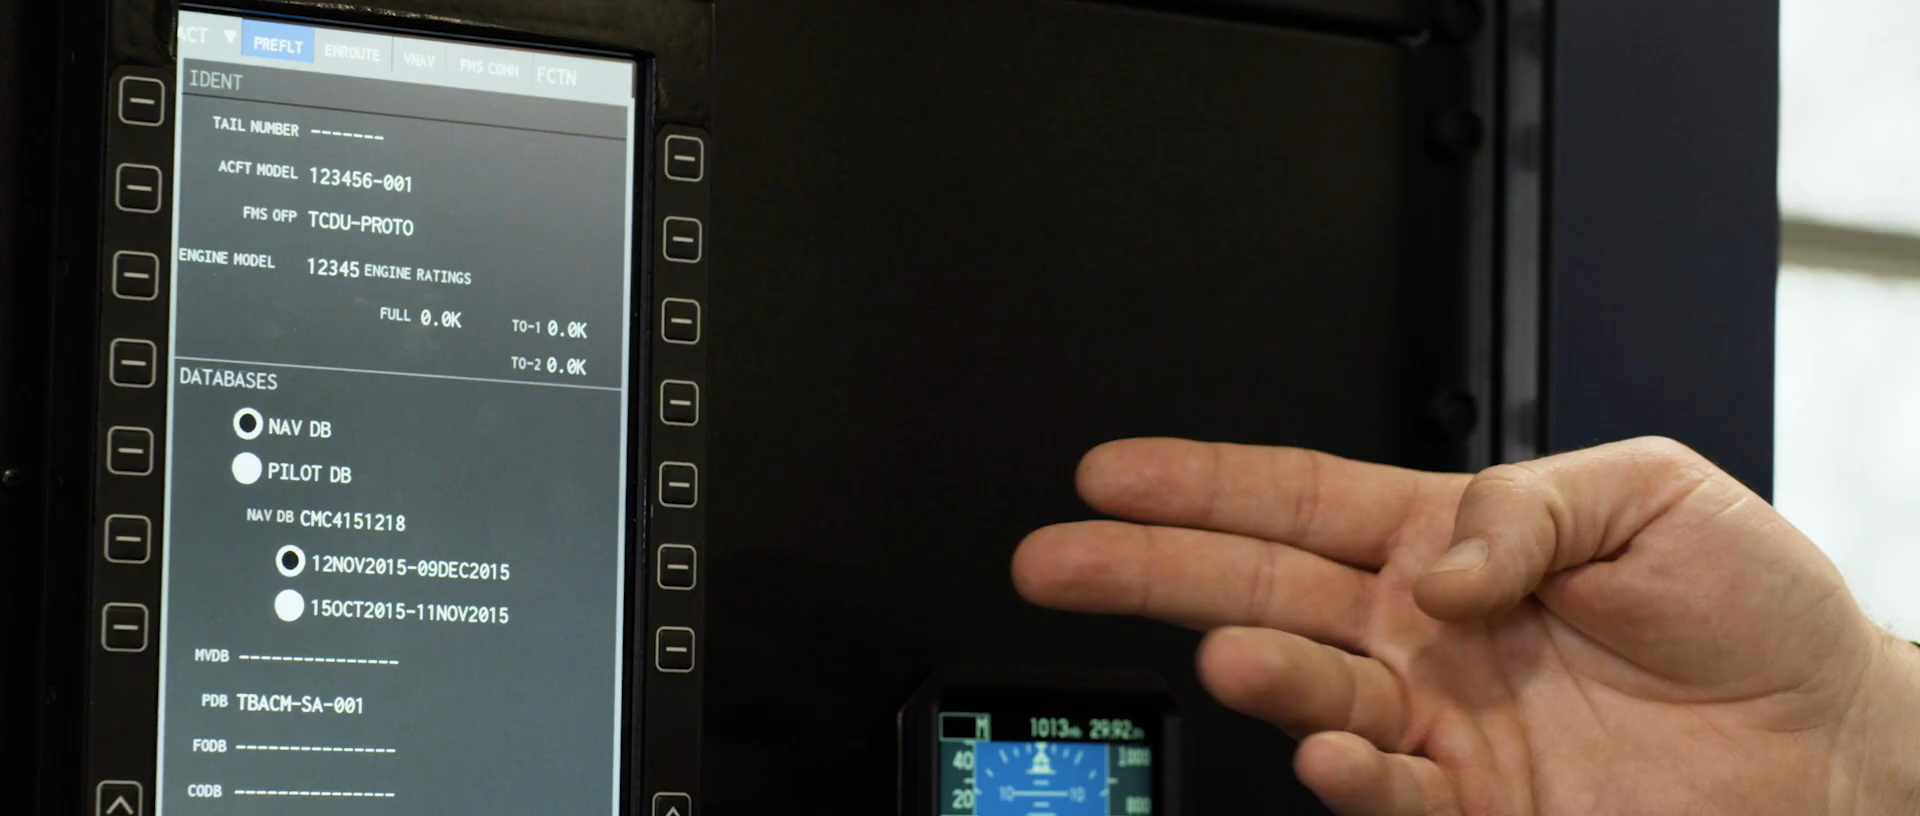 ACT ▼ PREFLT ENROUTE VNAV FMS COMM FCTN
IDENT
TAIL NUMBER -------
ACFT MODEL 123456-001
FMS OFP TCDU-PROTO
ENGINE MODEL 12345 ENGINE RATINGS
FULL 0.0K TO-1 0.0K
TO-2 0.0K
DATABASES
NAV DB
PILOT DB
NAV DB CMC4151218
12NOV2015-09DEC2015
15OCT2015-11NOV2015
MVDB ---------------
PDB TBACM-SA-001
FODB ---------------
CODB ---------------
M 1013 29.92
40
10 10
20